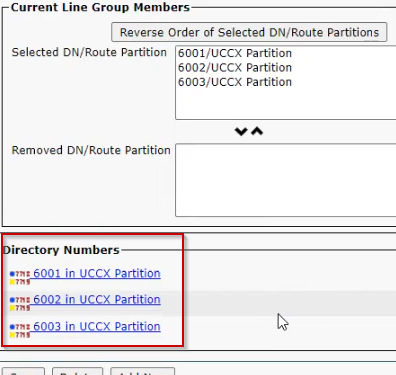 Current Line Group Members
Reverse Order of Selected DN/Route Partitions
Selected DN/Route Partition
6001/UCCX Partition
6002/UCCX Partition
6003/UCCX Partition
Removed DN/Route Partition
Directory Numbers
6001 in UCCX Partition
6002 in UCCX Partition
6003 in UCCX Partition